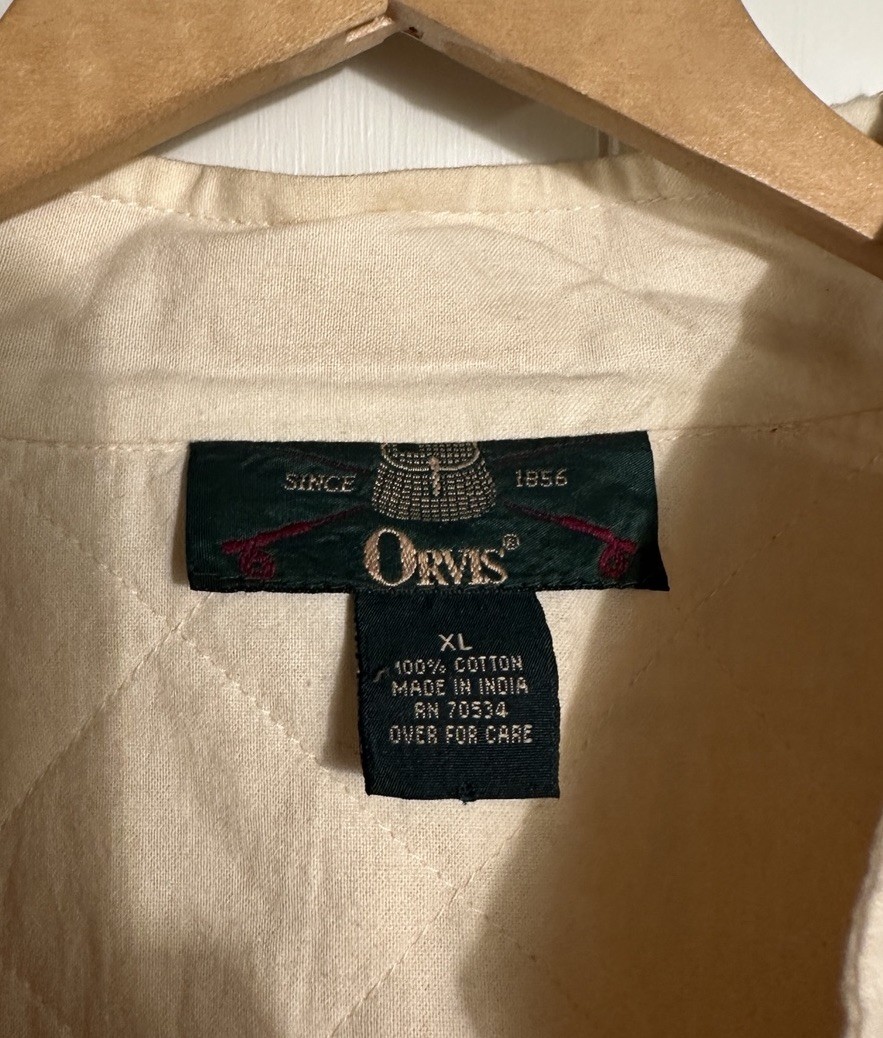 SINCE 1856
ORVIS®
XL
100% COTTON
MADE IN INDIA
RN 70534
OVER FOR CARE